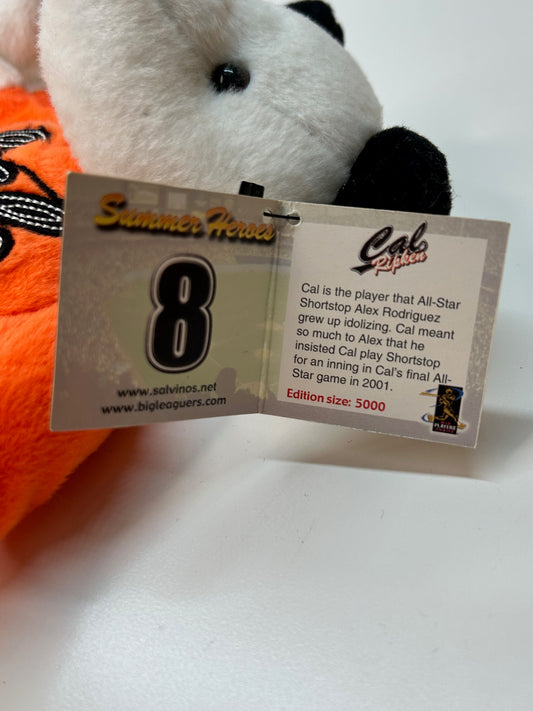 Summer Heroes
8
www.salvinos.net
www.bigleaguers.com
Cal
Ripken
Cal is the player that All-Star
Shortstop Alex Rodriguez
grew up idolizing. Cal meant
so much to Alex that he
insisted Cal play Shortstop
for an inning in Cal's final All-
Star game in 2001.
Edition size: 5000
PLAYERS